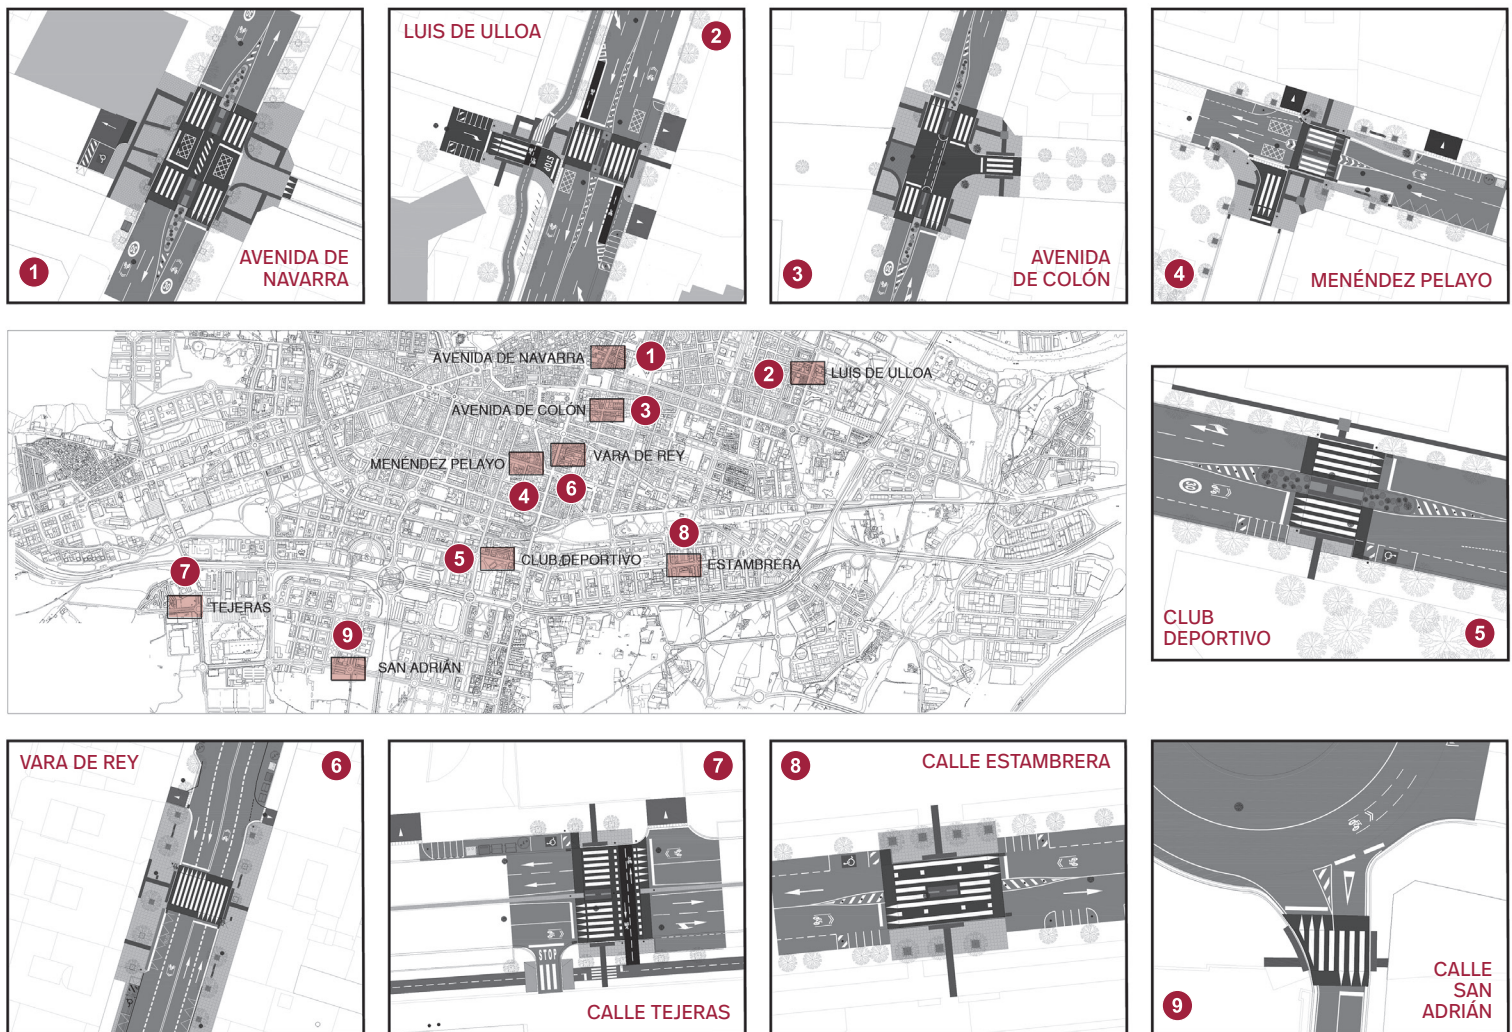 LUIS DE ULLOA
2
STOP
1
AVENIDA DE
NAVARRA
3
AVENIDA
DE COLÓN
4
MENÉNDEZ PELAYO
AVENIDA DE NAVARRA
1
2
LUIS DE ULLOA
AVENIDA DE COLÓN
3
MENÉNDEZ PELAYO
VARA DE REY
4
6
8
5
CLUB DEPORTIVO
ESTAMBRERA
7
TEJERAS
9
SAN ADRIÁN
CLUB
DEPORTIVO
5
VARA DE REY
6
7
STOP
CALLE TEJERAS
8
CALLE ESTAMBRERA
9
CALLE
SAN
ADRIÁN